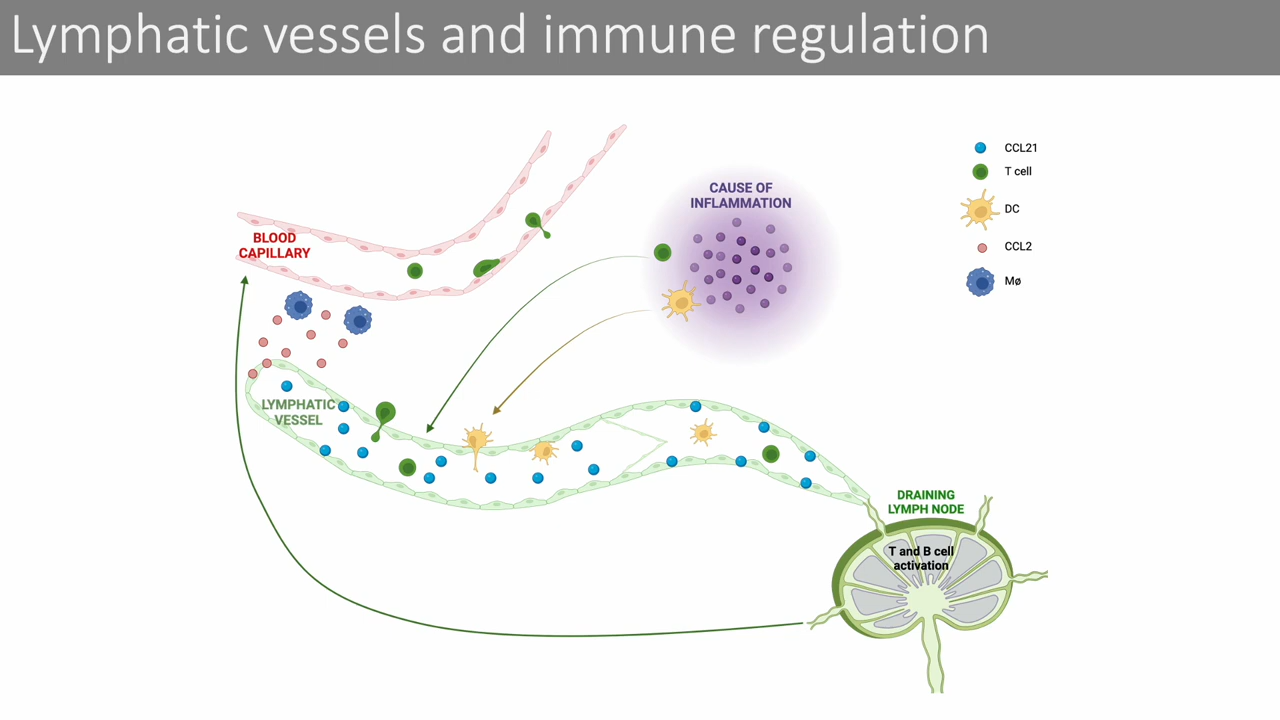 Lymphatic vessels and immune regulation
CCL21
T cell
DC
CCL2
Mø
CAUSE OF
INFLAMMATION
BLOOD
CAPILLARY
LYMPHATIC
VESSEL
DRAINING
LYMPH NODE
T and B cell
activation